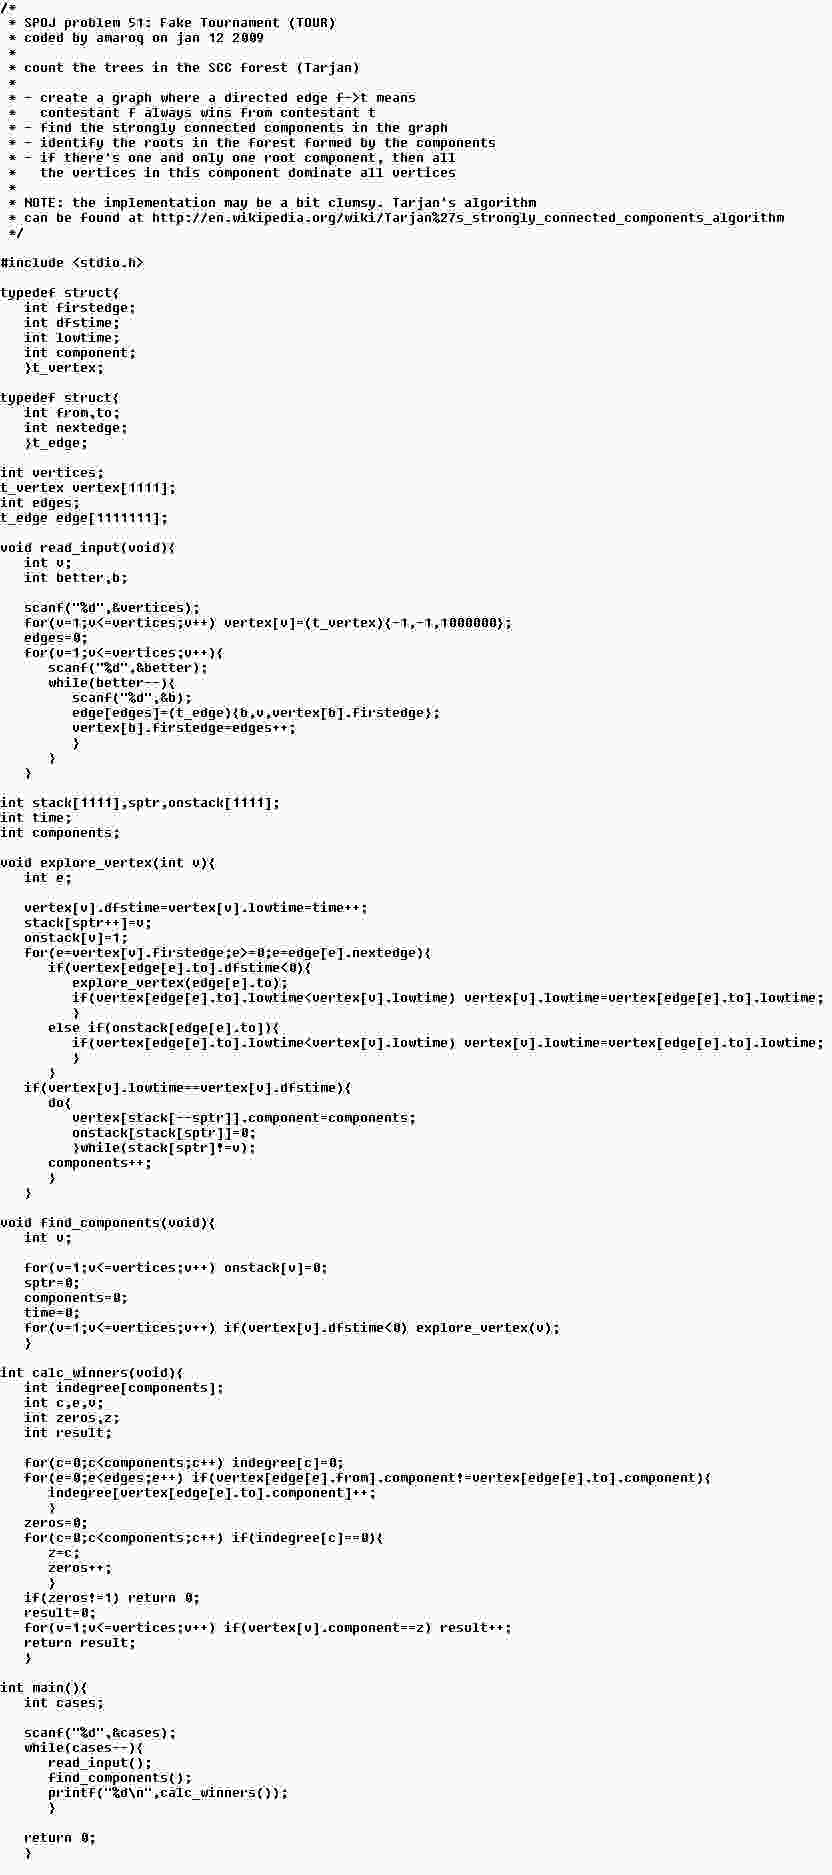 /*
 * SPOJ problem 51: Fake Tournament (TOUR)
 * coded by amaroq on jan 12 2009
 *
 * count the trees in the SCC forest (Tarjan)
 *
 * - create a graph where a directed edge f->t means
 *   contestant f always wins from contestant t
 * - find the strongly connected components in the graph
 * - identify the roots in the forest formed by the components
 * - if there's one and only one root component, then all
 *   the vertices in this component dominate all vertices
 *
 * NOTE: the implementation may be a bit clumsy. Tarjan's algorithm
 * can be found at http://en.wikipedia.org/wiki/Tarjan%27s_strongly_connected_components_algorithm
 */

#include <stdio.h>

typedef struct{
   int firstedge;
   int dfstime;
   int lowtime;
   int component;
   }t_vertex;

typedef struct{
   int from,to;
   int nextedge;
   }t_edge;

int vertices;
t_vertex vertex[1111];
int edges;
t_edge edge[1111111];

void read_input(void){
   int v;
   int better,b;

   scanf("%d",&vertices);
   for(v=1;v<=vertices;v++) vertex[v]=(t_vertex){-1,-1,1000000};
   edges=0;
   for(v=1;v<=vertices;v++){
      scanf("%d",&better);
      while(better--){
         scanf("%d",&b);
         edge[edges]=(t_edge){b,v,vertex[b].firstedge};
         vertex[b].firstedge=edges++;
         }
      }
   }

int stack[1111],sptr,onstack[1111];
int time;
int components;

void explore_vertex(int v){
   int e;

   vertex[v].dfstime=vertex[v].lowtime=time++;
   stack[sptr++]=v;
   onstack[v]=1;
   for(e=vertex[v].firstedge;e>=0;e=edge[e].nextedge){
      if(vertex[edge[e].to].dfstime<0){
         explore_vertex(edge[e].to);
         if(vertex[edge[e].to].lowtime<vertex[v].lowtime) vertex[v].lowtime=vertex[edge[e].to].lowtime;
         }
      else if(onstack[edge[e].to]){
         if(vertex[edge[e].to].lowtime<vertex[v].lowtime) vertex[v].lowtime=vertex[edge[e].to].lowtime;
         }
      }
   if(vertex[v].lowtime==vertex[v].dfstime){
      do{
         vertex[stack[--sptr]].component=components;
         onstack[stack[sptr]]=0;
         }while(stack[sptr]!=v);
      components++;
      }
   }

void find_components(void){
   int v;

   for(v=1;v<=vertices;v++) onstack[v]=0;
   sptr=0;
   components=0;
   time=0;
   for(v=1;v<=vertices;v++) if(vertex[v].dfstime<0) explore_vertex(v);
   }

int calc_winners(void){
   int indegree[components];
   int c,e,v;
   int zeros,z;
   int result;

   for(c=0;c<components;c++) indegree[c]=0;
   for(e=0;e<edges;e++) if(vertex[edge[e].from].component!=vertex[edge[e].to].component){
      indegree[vertex[edge[e].to].component]++;
      }
   zeros=0;
   for(c=0;c<components;c++) if(indegree[c]==0){
      z=c;
      zeros++;
      }
   if(zeros!=1) return 0;
   result=0;
   for(v=1;v<=vertices;v++) if(vertex[v].component==z) result++;
   return result;
   }

int main(){
   int cases;

   scanf("%d",&cases);
   while(cases--){
      read_input();
      find_components();
      printf("%d\n",calc_winners());
      }

   return 0;
   }